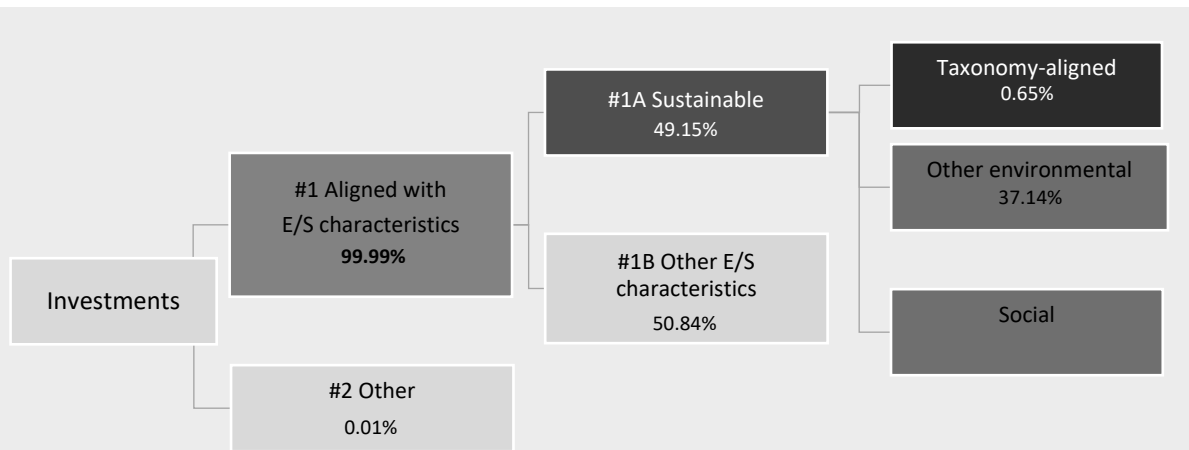 Investments
#1 Aligned with
E/S characteristics
99.99%
#2 Other
0.01%
#1A Sustainable
49.15%
#1B Other E/S
characteristics
50.84%
Taxonomy-aligned
0.65%
Other environmental
37.14%
Social